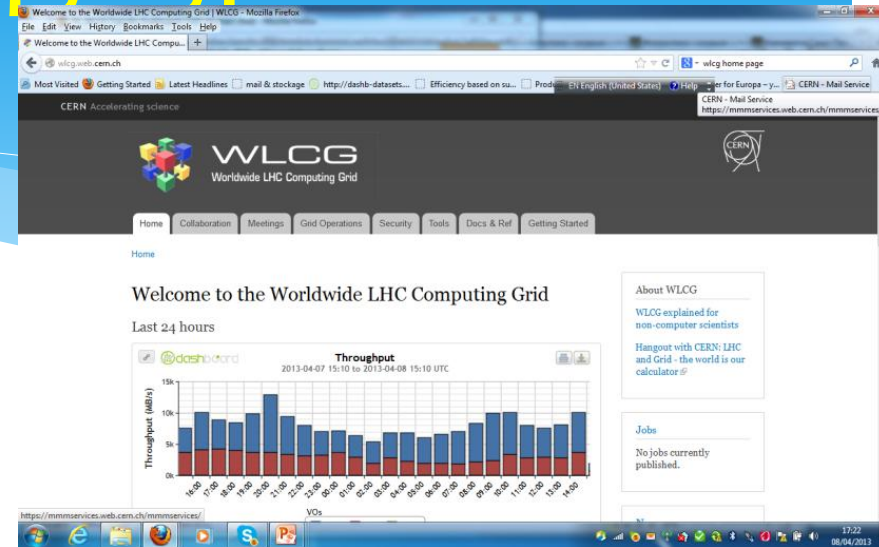 Welcome to the Worldwide LHC Computing Grid | WLCG - Mozilla Firefox
File Edit View History Bookmarks Tools Help
Welcome to the Worldwide LHC Compu... +
wlcg.web.cern.ch
wlcg home page
Most Visited Getting Started Latest Headlines mail & stockage http://dashb-datasets.... Efficiency based on su... Produ
EN English (United States) Help
er for Europa – y... CERN - Mail Service
CERN - Mail Service
https://mmmservices.web.cern.ch/mmmservices
CERN Accelerating science
WLCG
Worldwide LHC Computing Grid
CERN
Home Collaboration Meetings Grid Operations Security Tools Docs & Ref Getting Started
Home
Welcome to the Worldwide LHC Computing Grid
Last 24 hours
dashboard
Throughput
2013-04-07 15:10 to 2013-04-08 15:10 UTC
Throughput (MB/s)
15k
10k
5k
0k
16:00 17:00 18:00 19:00 20:00 21:00 22:00 23:00 00:00 01:00 02:00 03:00 04:00 05:00 06:00 07:00 08:00 09:00 10:00 11:00 12:00 13:00 14:00
VOs
About WLCG
WLCG explained for
non-computer scientists
Hangout with CERN: LHC
and Grid - the world is our
calculator
Jobs
No jobs currently
published.
https://mmmservices.web.cern.ch/mmmservices/
17:22
08/04/2013